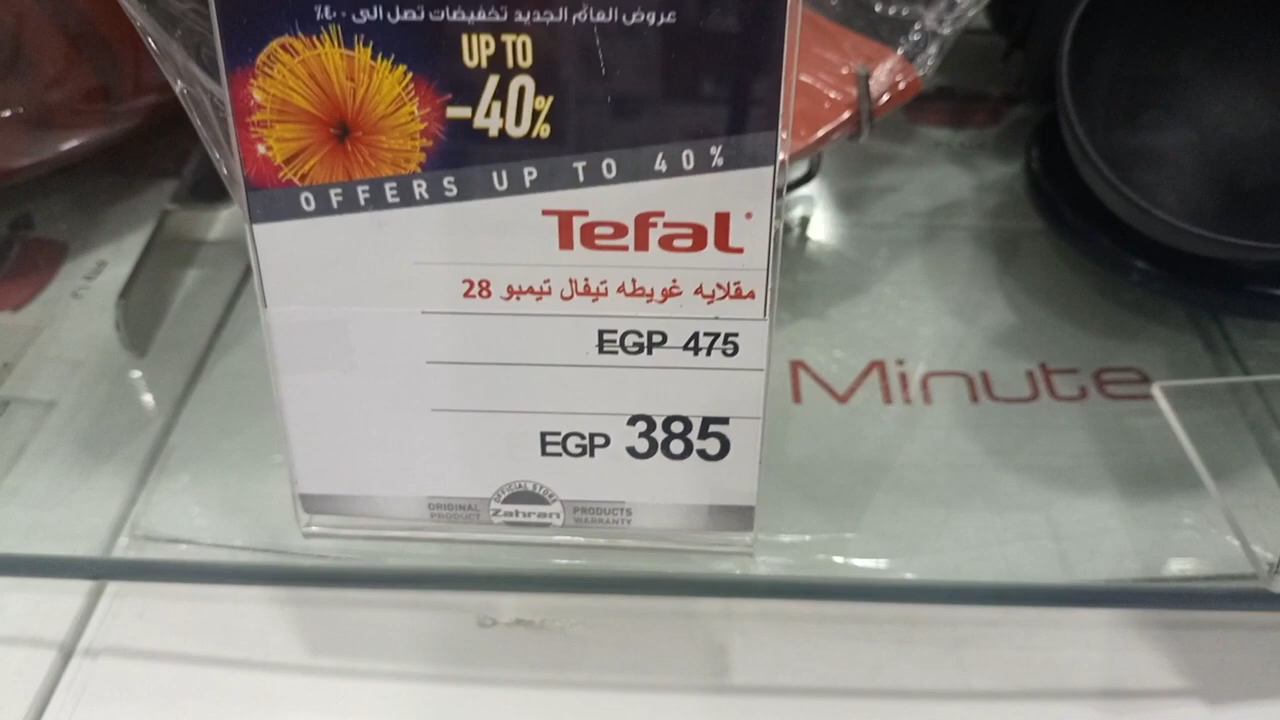 عروض العام الجديد تخفيضات تصل الى ٤٠٪
UP TO
-40%
OFFERS UP TO 40%
Tefal
مقلايه غويطه تيفال تيمبو 28
EGP 475
EGP 385
OFFICIAL STORE
ORIGINAL PRODUCT
Zahran
PRODUCTS WARRANTY
Minute